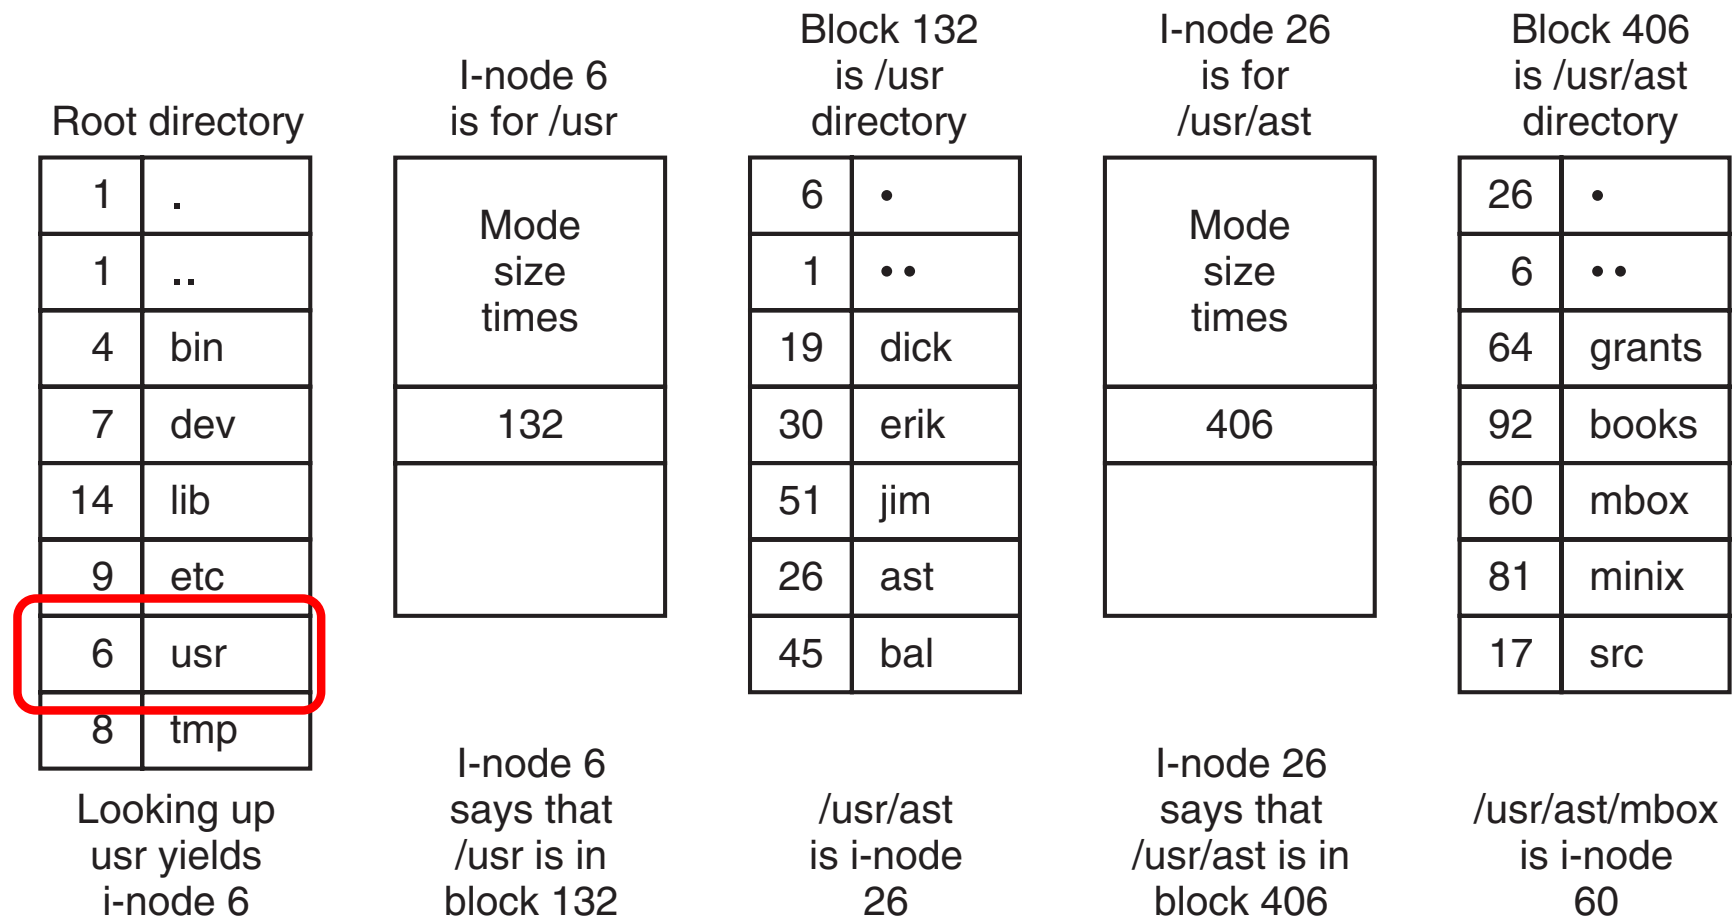 Root directory
1 .
1 ..
4 bin
7 dev
14 lib
9 etc
6 usr
8 tmp
Looking up
usr yields
i-node 6
I-node 6
is for /usr
Mode
size
times
132
I-node 6
says that
/usr is in
block 132
Block 132
is /usr
directory
6 •
1 ••
19 dick
30 erik
51 jim
26 ast
45 bal
/usr/ast
is i-node
26
I-node 26
is for
/usr/ast
Mode
size
times
406
I-node 26
says that
/usr/ast is in
block 406
Block 406
is /usr/ast
directory
26 •
6 ••
64 grants
92 books
60 mbox
81 minix
17 src
/usr/ast/mbox
is i-node
60